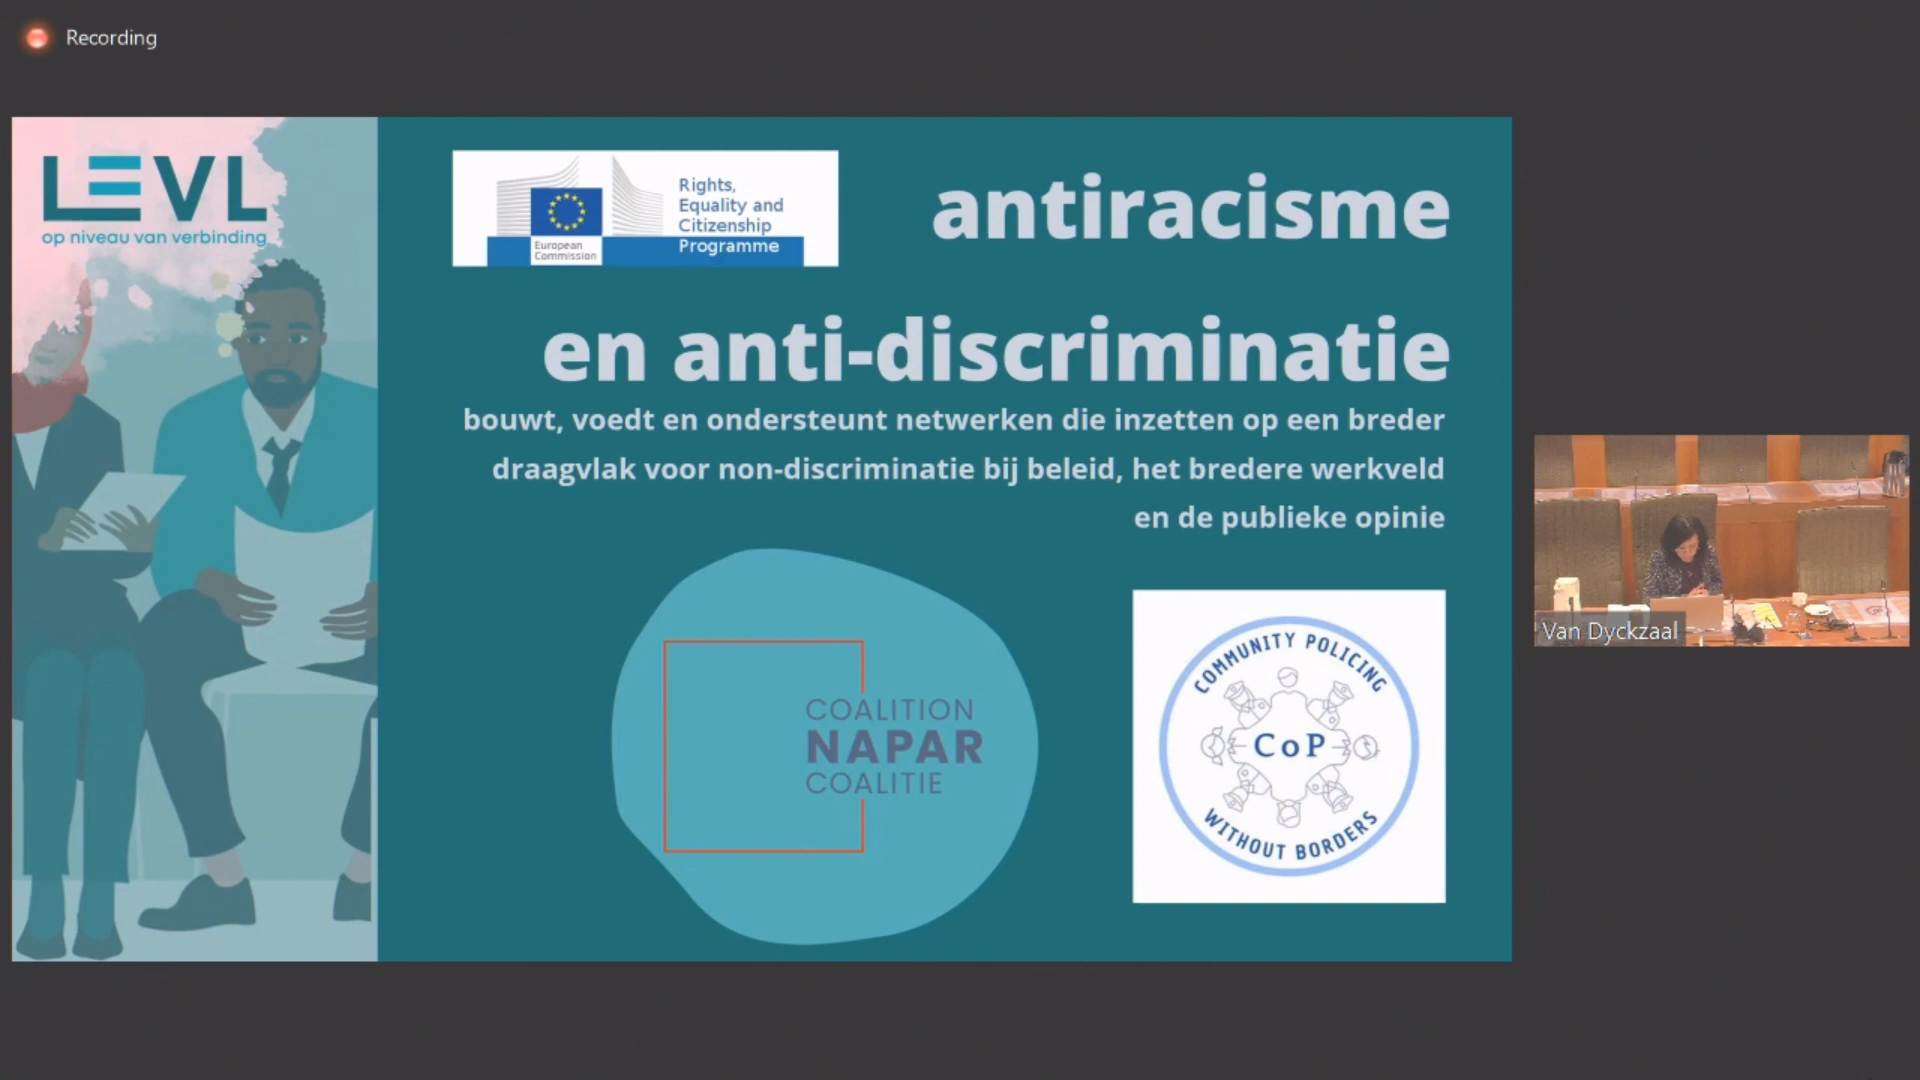 Recording
LEVL
op niveau van verbinding
European
Commission
Rights,
Equality and
Citizenship
Programme
antiracisme
en anti-discriminatie
bouwt, voedt en ondersteunt netwerken die inzetten op een breder
draagvlak voor non-discriminatie bij beleid, het bredere werkveld
en de publieke opinie
COALITION
NAPAR
COALITIE
COMMUNITY POLICING
CoP
WITHOUT BORDERS
Van Dyckzaal